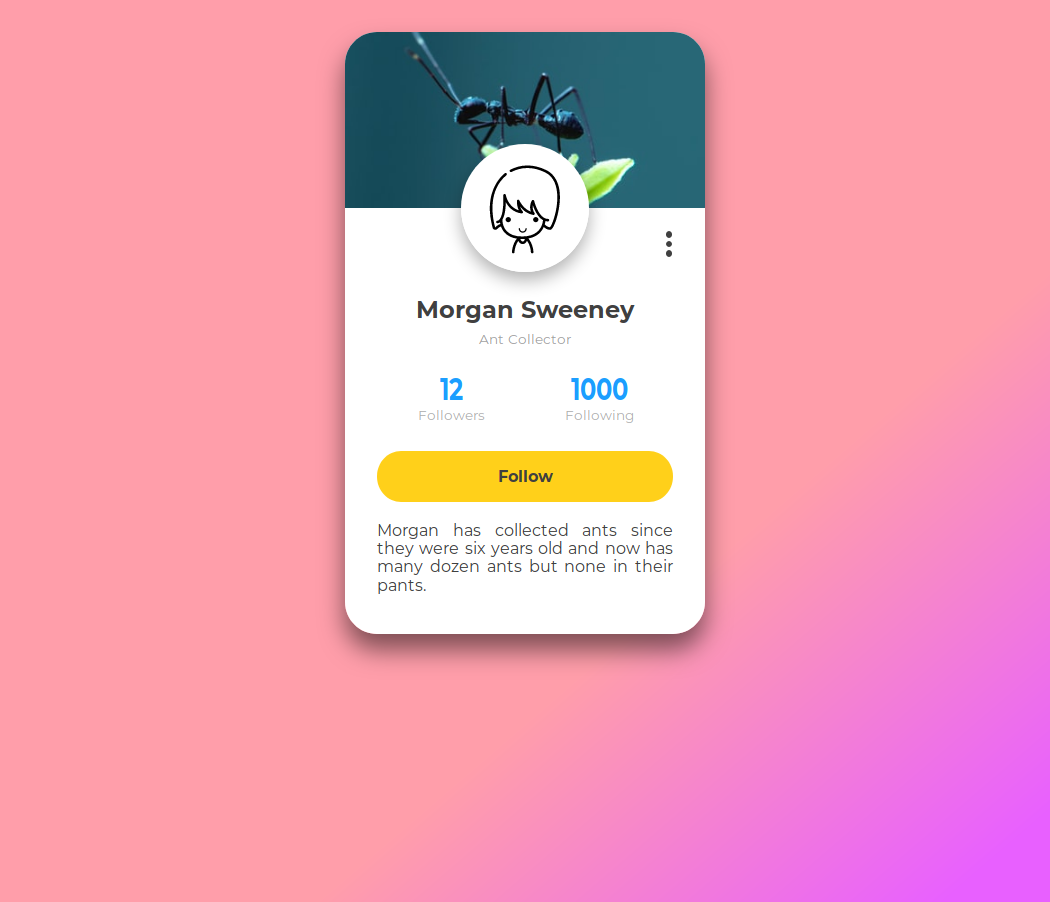 Morgan Sweeney
Ant Collector
12 1000
Followers Following
Follow
Morgan has collected ants since
they were six years old and now has
many dozen ants but none in their
pants.